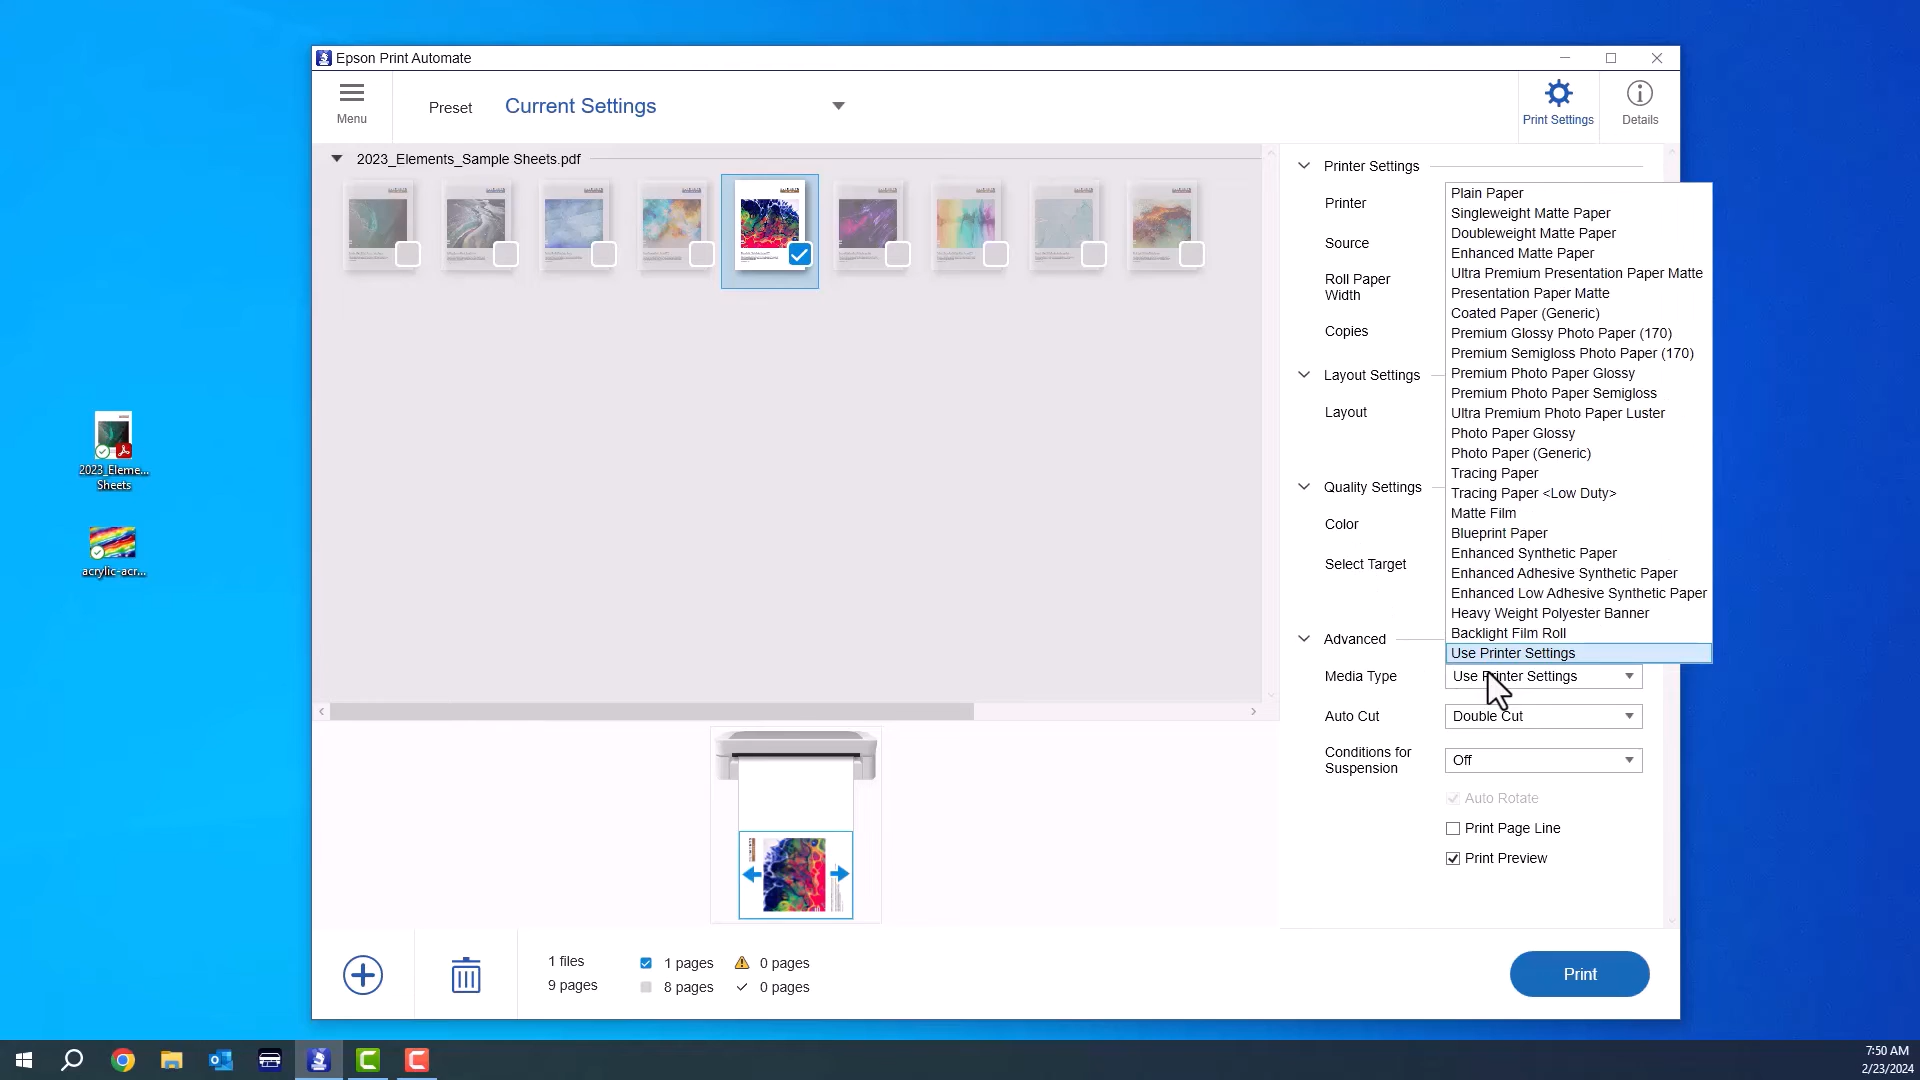 Epson Print Automate
Menu
Preset
Current Settings
Print Settings
Details
2023_Elements_Sample Sheets.pdf
Printer Settings
Printer
Source
Roll Paper
Width
Copies
Layout Settings
Layout
Quality Settings
Color
Select Target
Advanced
Plain Paper
Singleweight Matte Paper
Doubleweight Matte Paper
Enhanced Matte Paper
Ultra Premium Presentation Paper Matte
Presentation Paper Matte
Coated Paper (Generic)
Premium Glossy Photo Paper (170)
Premium Semigloss Photo Paper (170)
Premium Photo Paper Glossy
Premium Photo Paper Semigloss
Ultra Premium Photo Paper Luster
Photo Paper Glossy
Photo Paper (Generic)
Tracing Paper
Tracing Paper <Low Duty>
Matte Film
Blueprint Paper
Enhanced Synthetic Paper
Enhanced Adhesive Synthetic Paper
Enhanced Low Adhesive Synthetic Paper
Heavy Weight Polyester Banner
Backlight Film Roll
Use Printer Settings
Media Type
Use Printer Settings
Auto Cut
Double Cut
Conditions for
Suspension
Off
Auto Rotate
Print Page Line
Print Preview
2023_Eleme...
Sheets
acrylic-acr...
1 files
9 pages
1 pages
0 pages
8 pages
0 pages
Print
7:50 AM
2/23/2024